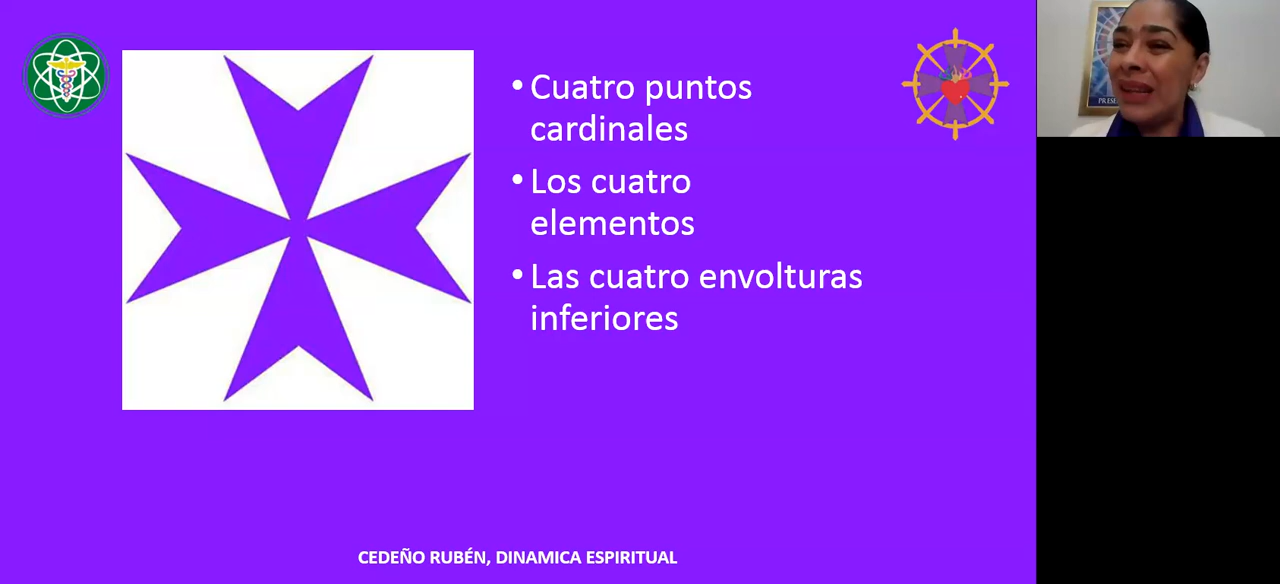 • Cuatro puntos
cardinales
• Los cuatro
elementos
• Las cuatro envolturas
inferiores
CEDEÑO RUBÉN, DINAMICA ESPIRITUAL